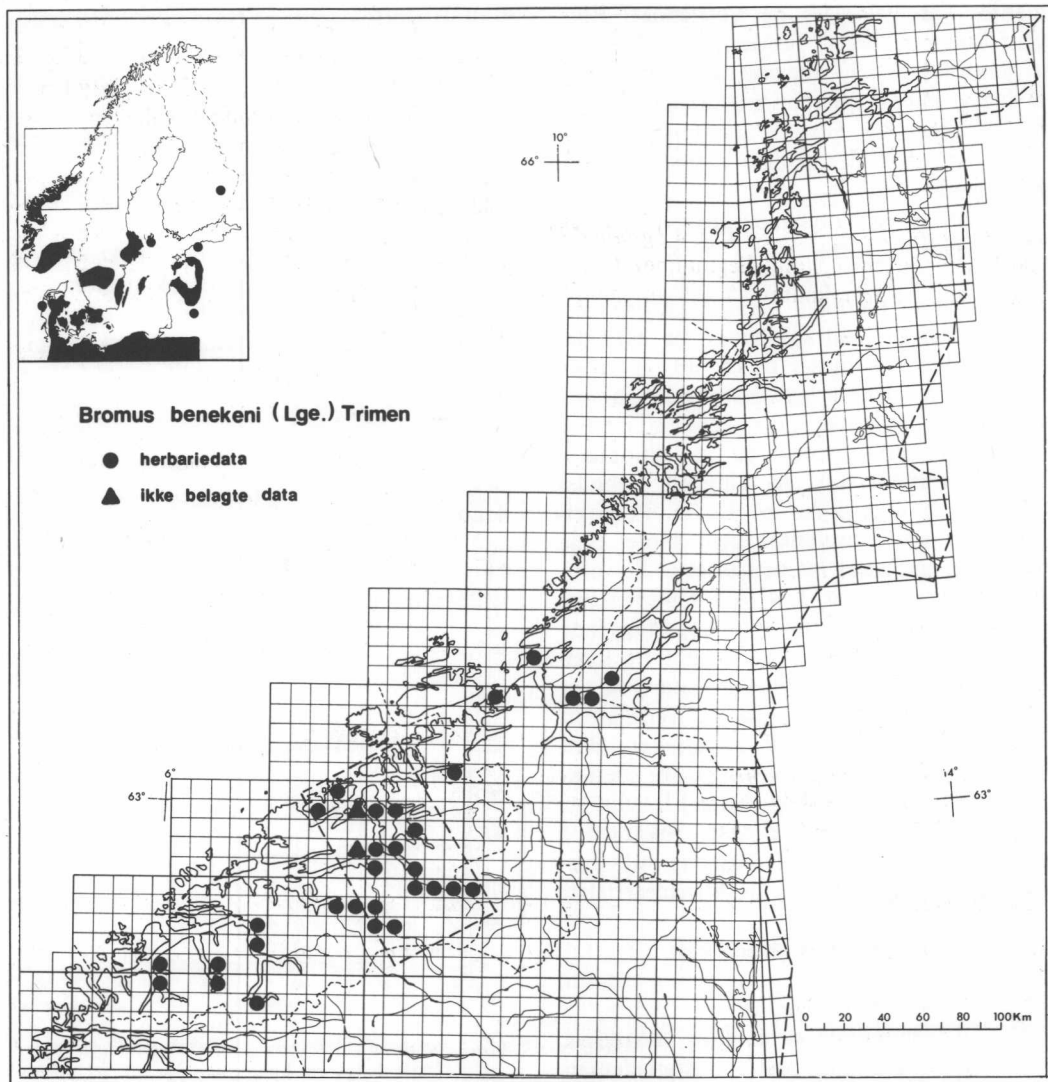 10°
66°
Bromus benekeni (Lge.) Trimen
herbariedata
ikke belagte data
6°
63°
14°
63°
0 20 40 60 80 100Km